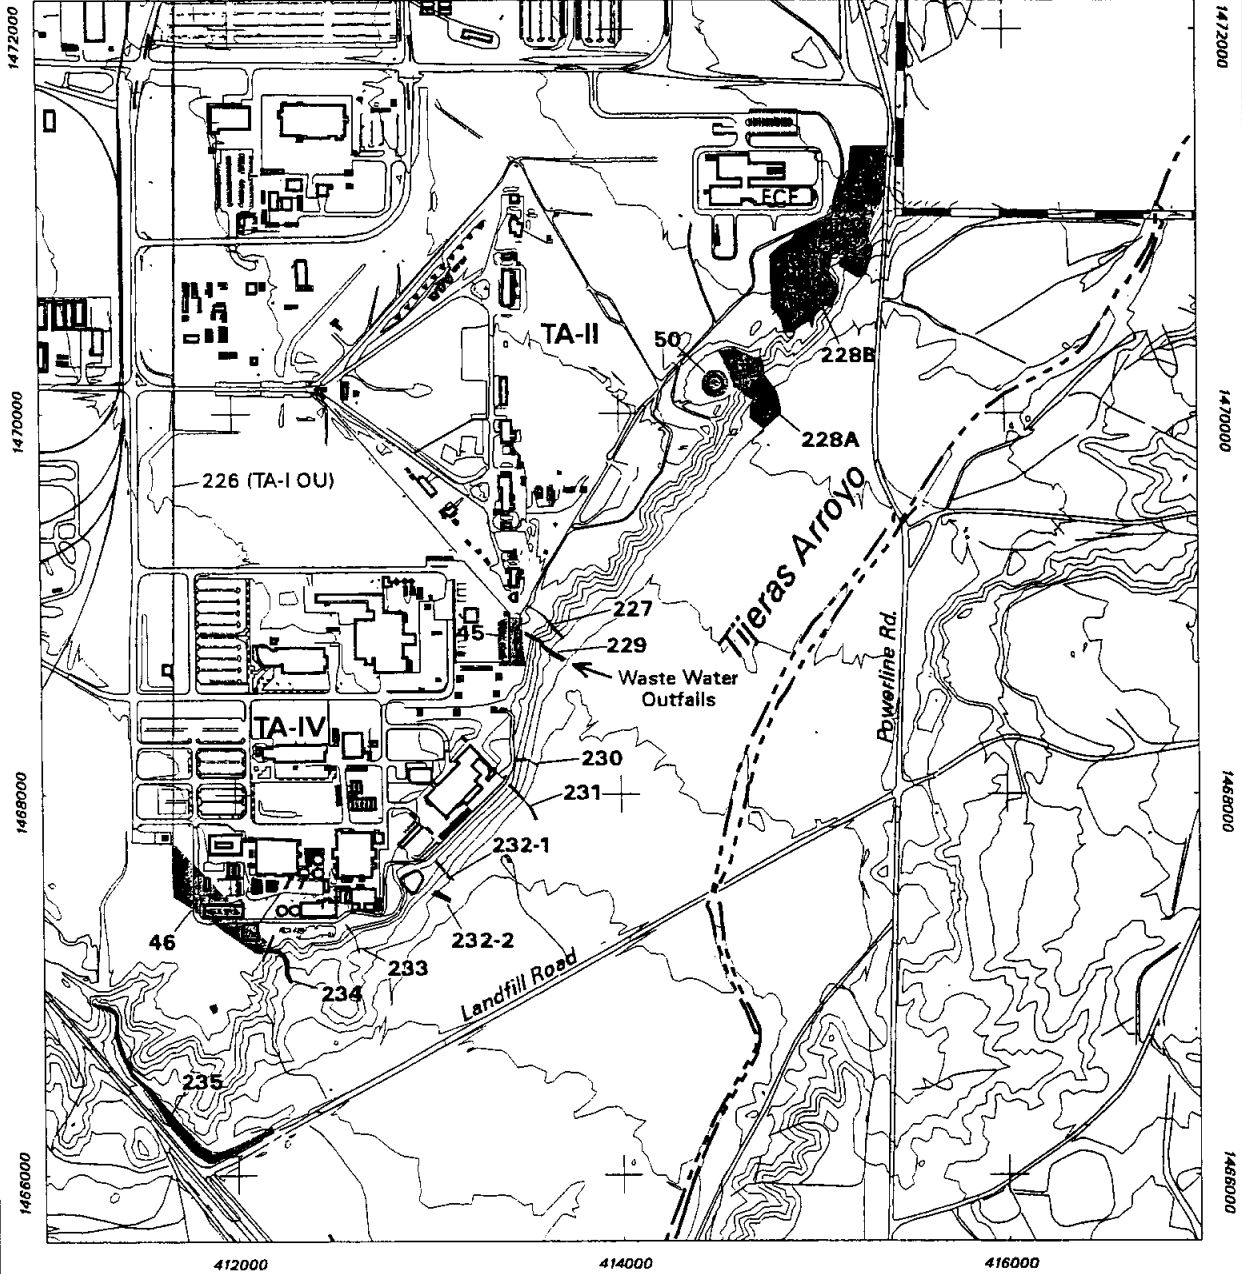 1472000
1472000
ECF
TA-II
50
228B
1470000
1470000
228A
226 (TA-I OU)
Tijeras Arroyo
227
45
229
Waste Water
Outfalls
Powerline Rd.
TA-IV
230
231
1468000
1468000
232-1
77
46
232-2
233
234
Landfill Road
235
1466000
1466000
412000
414000
416000